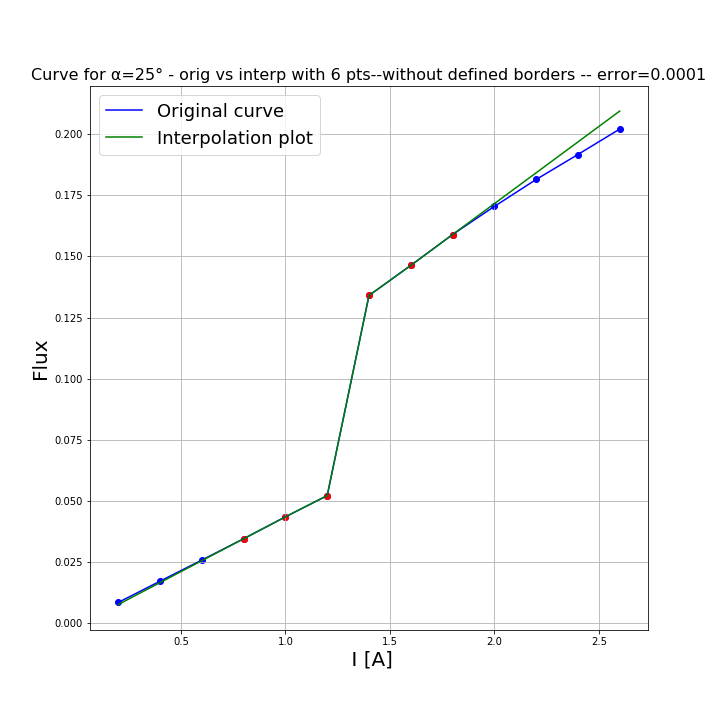 Curve for α=25° - orig vs interp with 6 pts--without defined borders -- error=0.0001
Original curve
Interpolation plot
0.200
0.175
0.150
0.125
0.100
0.075
0.050
0.025
0.000
Flux
0.5
1.0
1.5
2.0
2.5
I [A]